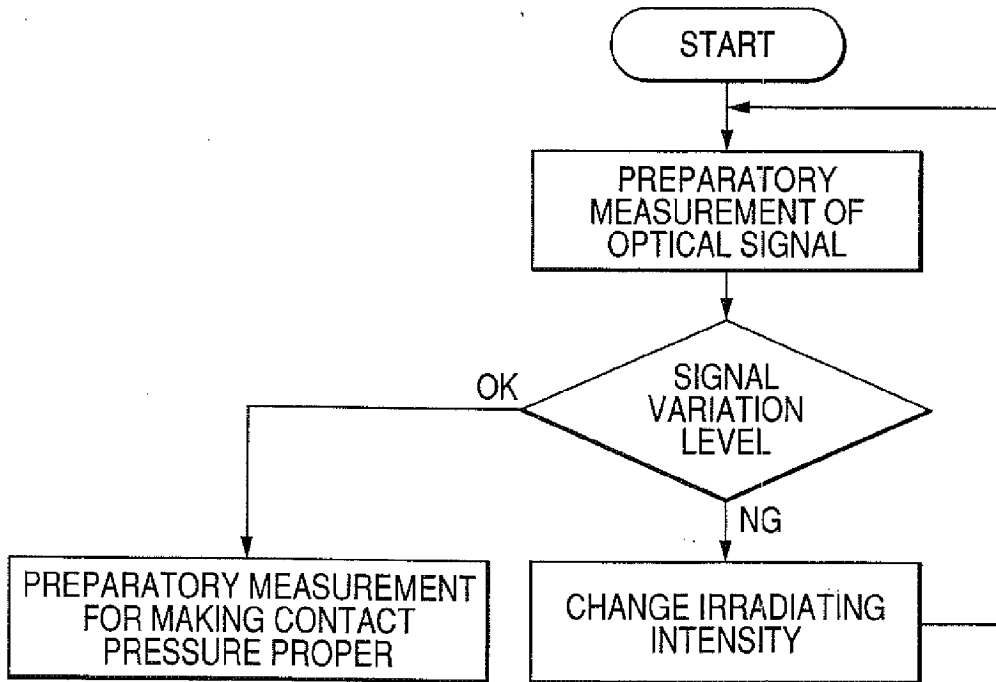 START
PREPARATORY
MEASUREMENT OF
OPTICAL SIGNAL
SIGNAL
VARIATION
LEVEL
OK
NG
PREPARATORY MEASUREMENT
FOR MAKING CONTACT
PRESSURE PROPER
CHANGE IRRADIATING
INTENSITY